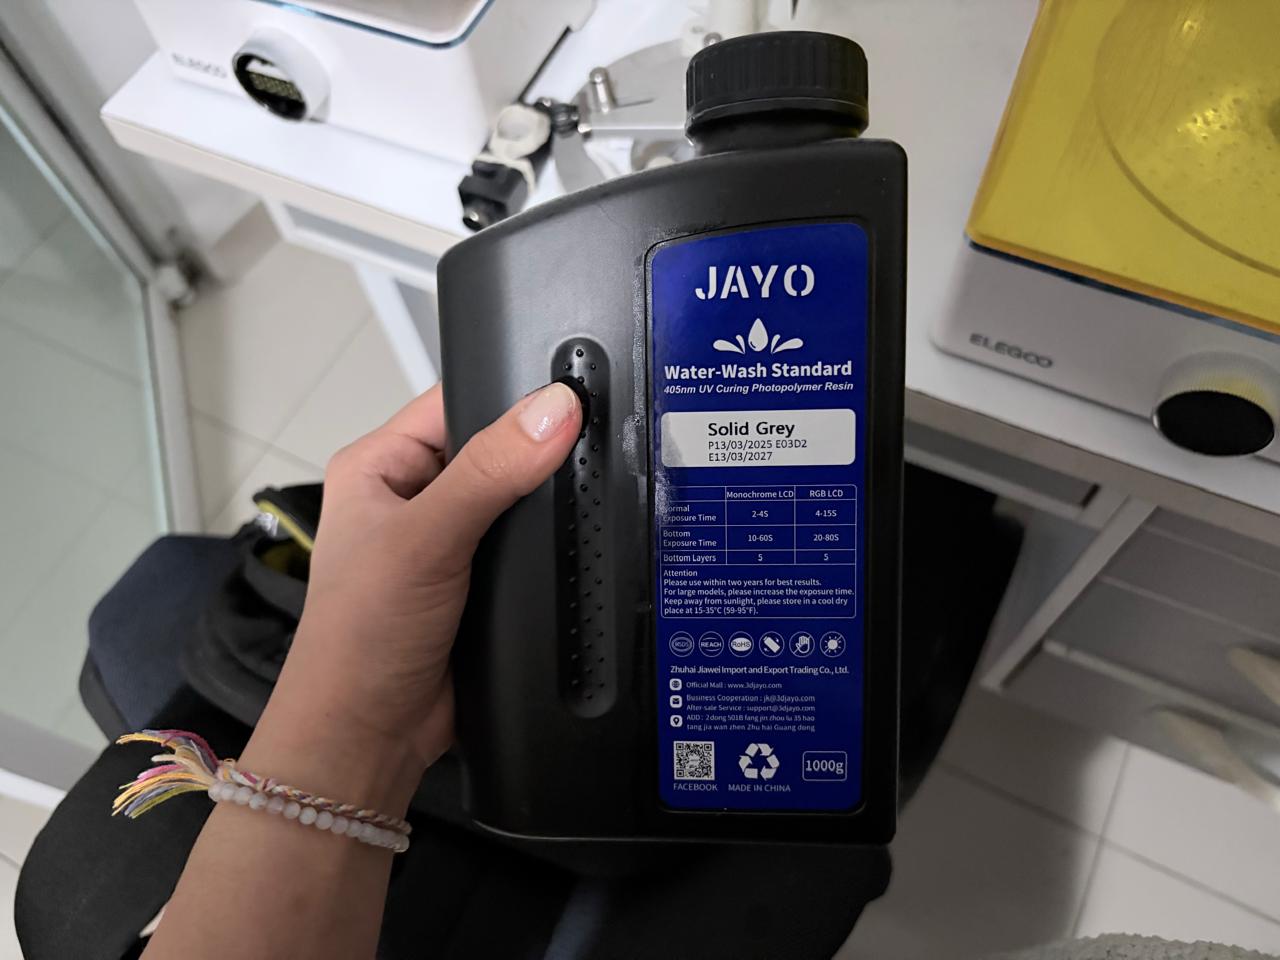 ELEGOO
ELEGOO
JAYO
Water-Wash Standard
405nm UV Curing Photopolymer Resin
Solid Grey
P13/03/2025 E03D2
E13/03/2027
Monochrome LCD RGB LCD
Normal Exposure Time 2-4S 4-15S
Bottom Exposure Time 10-60S 20-80S
Bottom Layers 5 5
Attention
Please use within two years for best results.
For large models, please increase the exposure time.
Keep away from sunlight, please store in a cool dry
place at 15-35°C (59-95°F).
MSDS REACH RoHS
Zhuhai Jiawei Import and Export Trading Co., Ltd.
Official Mall : www.3djayo.com
Business Cooperation : jk@3djayo.com
After-sale Service : support@3djayo.com
ADD : 2 dong 501B fang jin zhou lu 35 hao
tang jia wan zhen Zhu hai Guang dong
FACEBOOK MADE IN CHINA 1000g